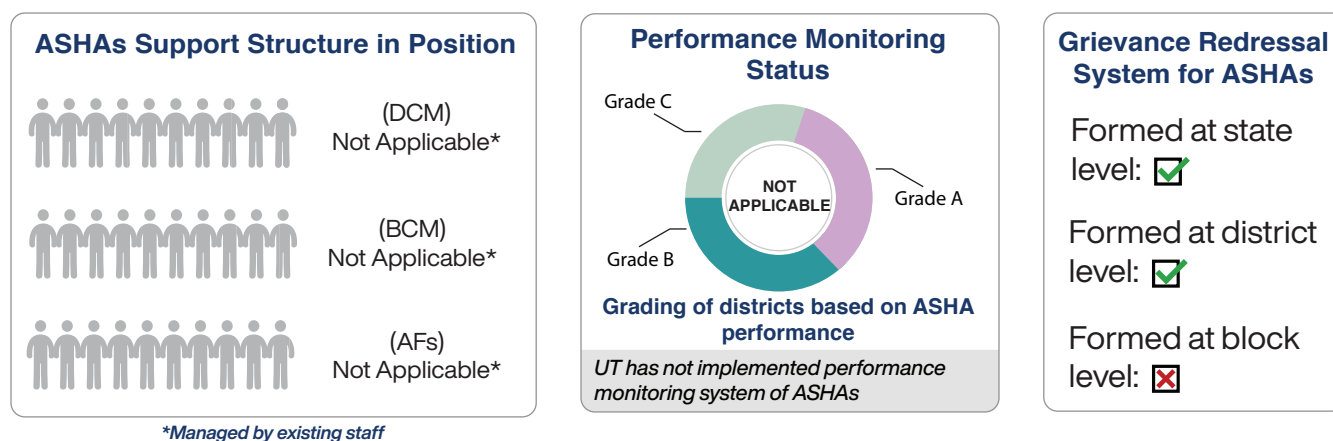 ASHAs Support Structure in Position
(DCM)
Not Applicable*
(BCM)
Not Applicable*
(AFs)
Not Applicable*
*Managed by existing staff
Performance Monitoring
Status
Grade C
Grade A
Grade B
NOT
APPLICABLE
Grading of districts based on ASHA
performance
UT has not implemented performance
monitoring system of ASHAs
Grievance Redressal
System for ASHAs
Formed at state
level:
Formed at district
level:
Formed at block
level: